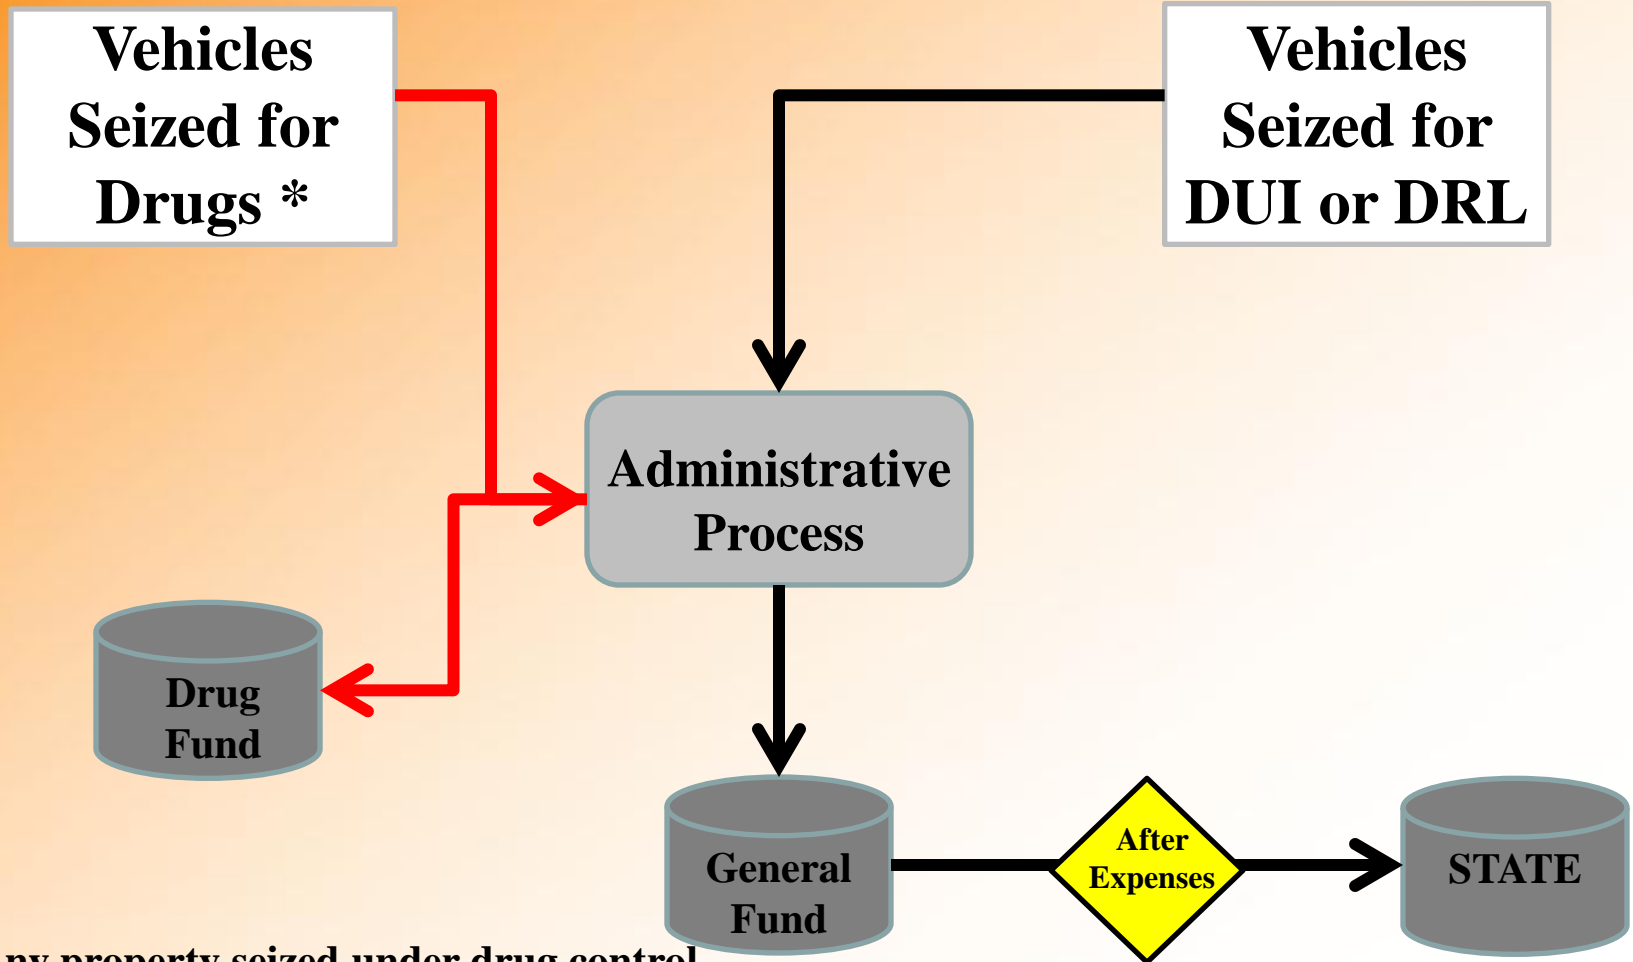 Vehicles
Seized for
Drugs *
Vehicles
Seized for
DUI or DRL
Administrative
Process
Drug
Fund
General
Fund
After
Expenses
STATE
property seized under drug control